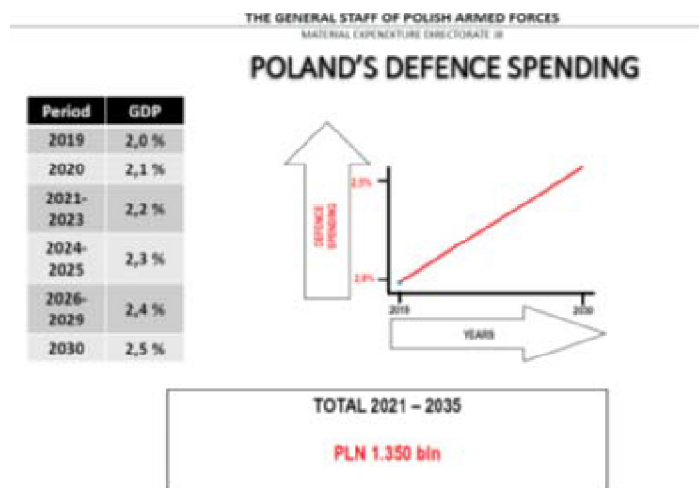 THE GENERAL STAFF OF POLISH ARMED FORCES
MATERIAL EXPENDITURE DIRECTORATE J8
POLAND'S DEFENCE SPENDING
Period GDP
2019 2,0 %
2020 2,1 %
2021-
2023 2,2 %
2024-
2025 2,3 %
2026-
2029 2,4 %
2030 2,5 %
DEFENCE
SPENDING
2,5%
2,0%
2019 2030
YEARS
TOTAL 2021 – 2035
PLN 1.350 bln